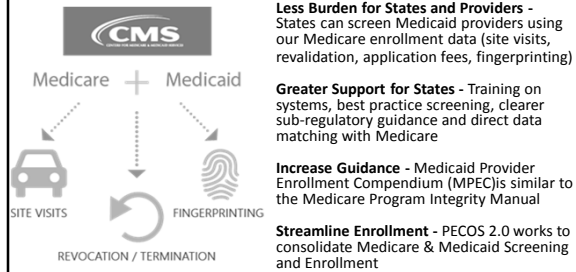 CMS
CENTERS FOR MEDICARE & MEDICAID SERVICES
Medicare + Medicaid
SITE VISITS
FINGERPRINTING
REVOCATION / TERMINATION
Less Burden for States and Providers -
States can screen Medicaid providers using
our Medicare enrollment data (site visits,
revalidation, application fees, fingerprinting)
Greater Support for States - Training on
systems, best practice screening, clearer
sub-regulatory guidance and direct data
matching with Medicare
Increase Guidance - Medicaid Provider
Enrollment Compendium (MPEC)is similar to
the Medicare Program Integrity Manual
Streamline Enrollment - PECOS 2.0 works to
consolidate Medicare & Medicaid Screening
and Enrollment